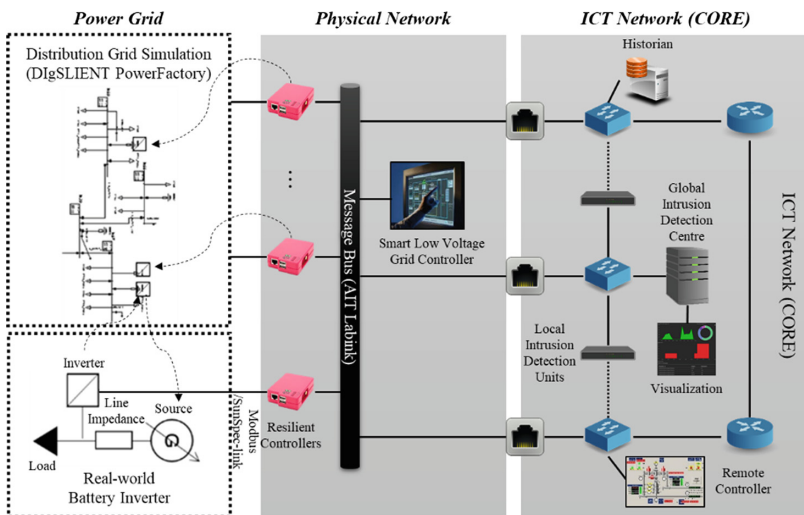 Power Grid
Physical Network
ICT Network (CORE)
Distribution Grid Simulation
(DIgSLIENT PowerFactory)
Historian
Message Bus (AIT Labink)
Smart Low Voltage
Grid Controller
Global
Intrusion
Detection
Centre
ICT Network
(CORE)
Local
Intrusion
Detection
Units
Visualization
Inverter
Line
Impedance
Source
G
Load
Real-world
Battery Inverter
Modbus
/SunSpec-link
Resilient
Controllers
Remote
Controller